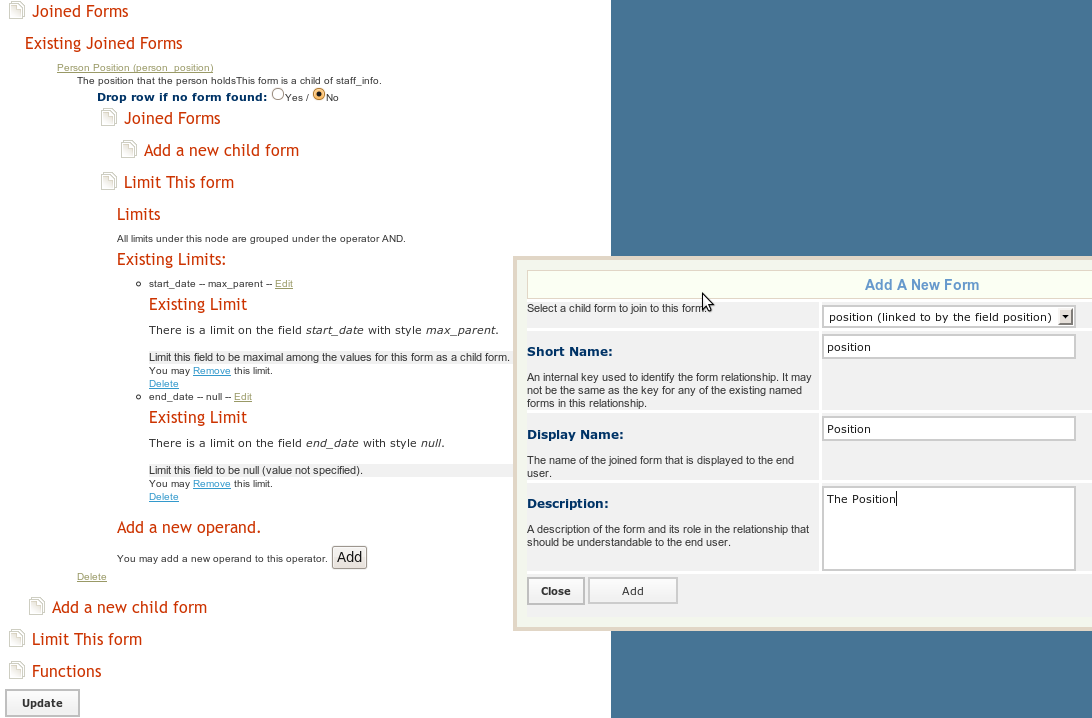 Joined Forms
Existing Joined Forms
Person Position (person_position)
The position that the person holdsThis form is a child of staff_info.
Drop row if no form found: Yes / No
Joined Forms
Add a new child form
Limit This form
Limits
All limits under this node are grouped under the operator AND.
Existing Limits:
start_date -- max_parent -- Edit
Existing Limit
There is a limit on the field start_date with style max_parent.
Limit this field to be maximal among the values for this form as a child form.
You may Remove this limit.
Delete
end_date -- null -- Edit
Existing Limit
There is a limit on the field end_date with style null.
Limit this field to be null (value not specified).
You may Remove this limit.
Delete
Add a new operand.
You may add a new operand to this operator. Add
Delete
Add a new child form
Limit This form
Functions
Update
Add A New Form
Select a child form to join to this form.
position (linked to by the field position)
Short Name:
position
An internal key used to identify the form relationship. It may
not be the same as the key for any of the existing named
forms in this relationship.
Display Name:
Position
The name of the joined form that is displayed to the end
user.
Description:
The Position
A description of the form and its role in the relationship that
should be understandable to the end user.
Close
Add